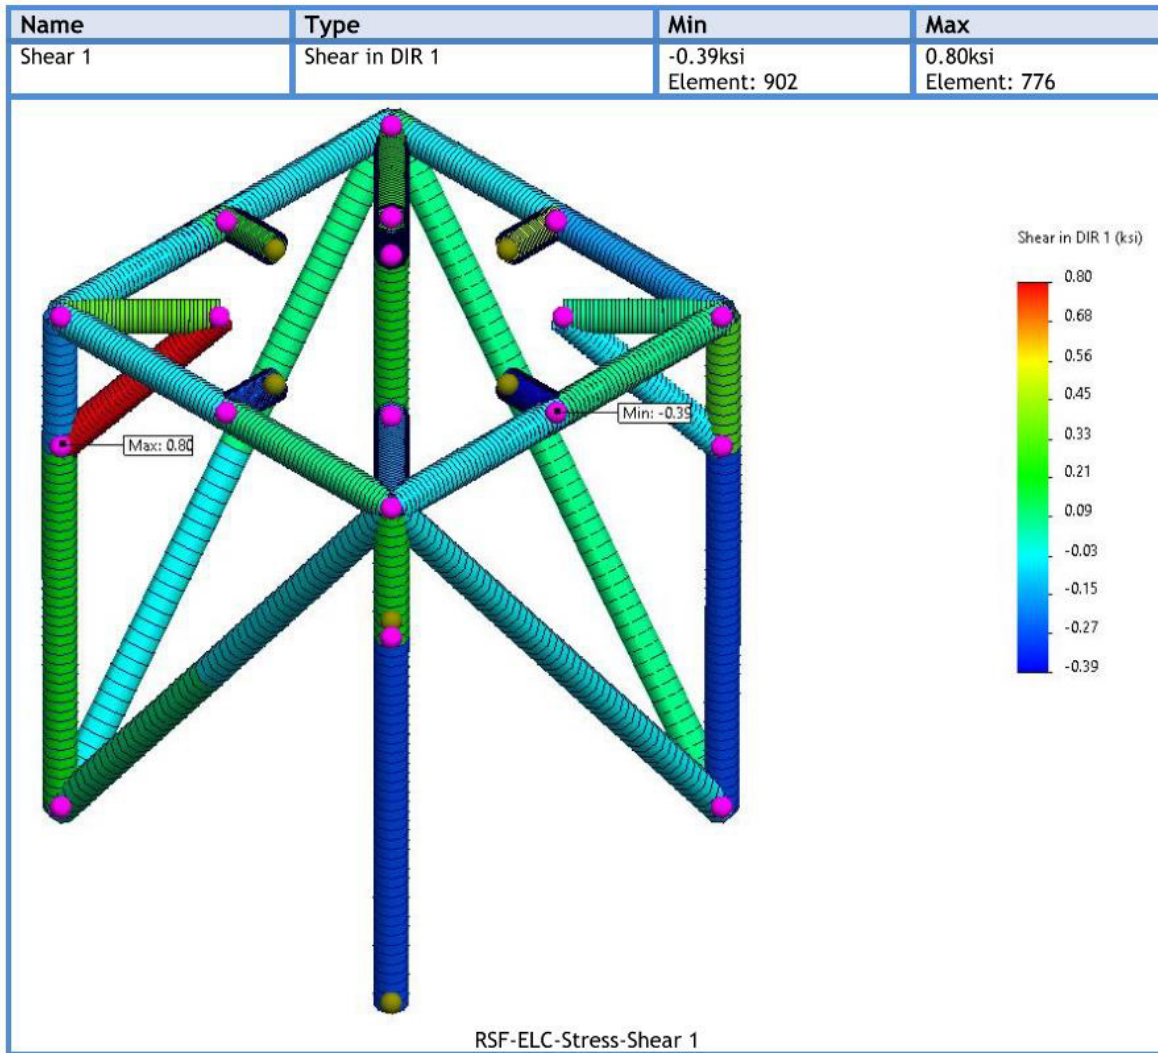 Name Type Min Max
Shear 1 Shear in DIR 1 -0.39ksi 0.80ksi
Element: 902 Element: 776
Shear in DIR 1 (ksi)
0.80
0.68
0.56
0.45
0.33
0.21
0.09
-0.03
-0.15
-0.27
-0.39
Min: -0.39
Max: 0.80
RSF-ELC-Stress-Shear 1